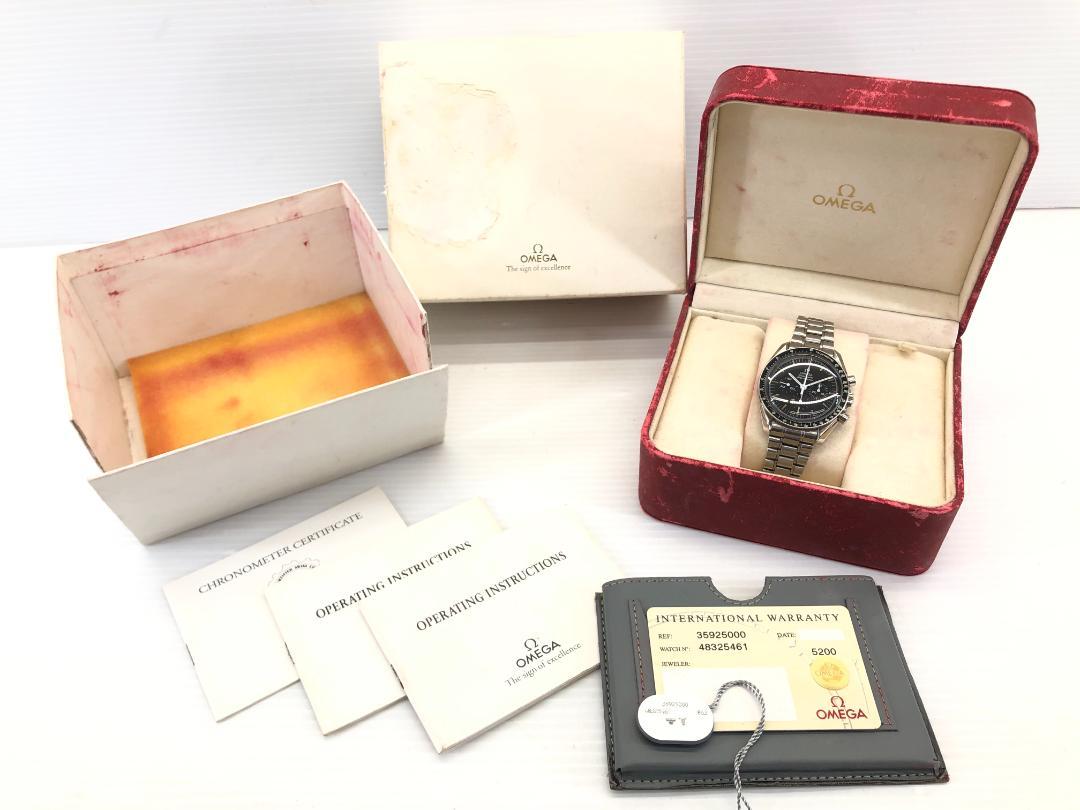 Ω
OMEGA
The sign of excellence
Ω
OMEGA
CHRONOMETER CERTIFICATE
OPERATING INSTRUCTIONS
OPERATING INSTRUCTIONS
Ω
OMEGA
The sign of excellence
INTERNATIONAL WARRANTY
REF: 35925000 DATE:
WATCH Nº: 48325461
5200
JEWELER:
Ω
OMEGA
35925000